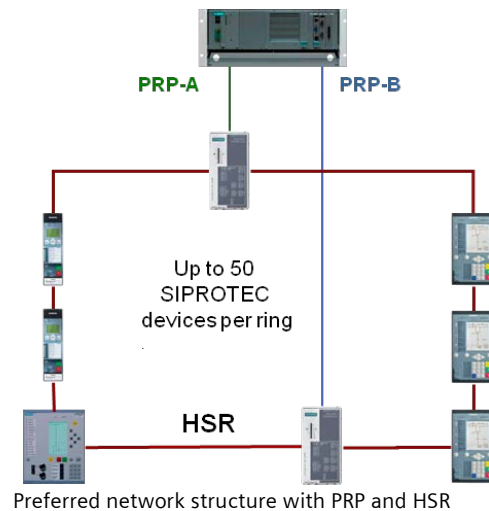 PRP-A
PRP-B
Up to 50
SIPROTEC
devices per ring
.
HSR
Preferred network structure with PRP and HSR